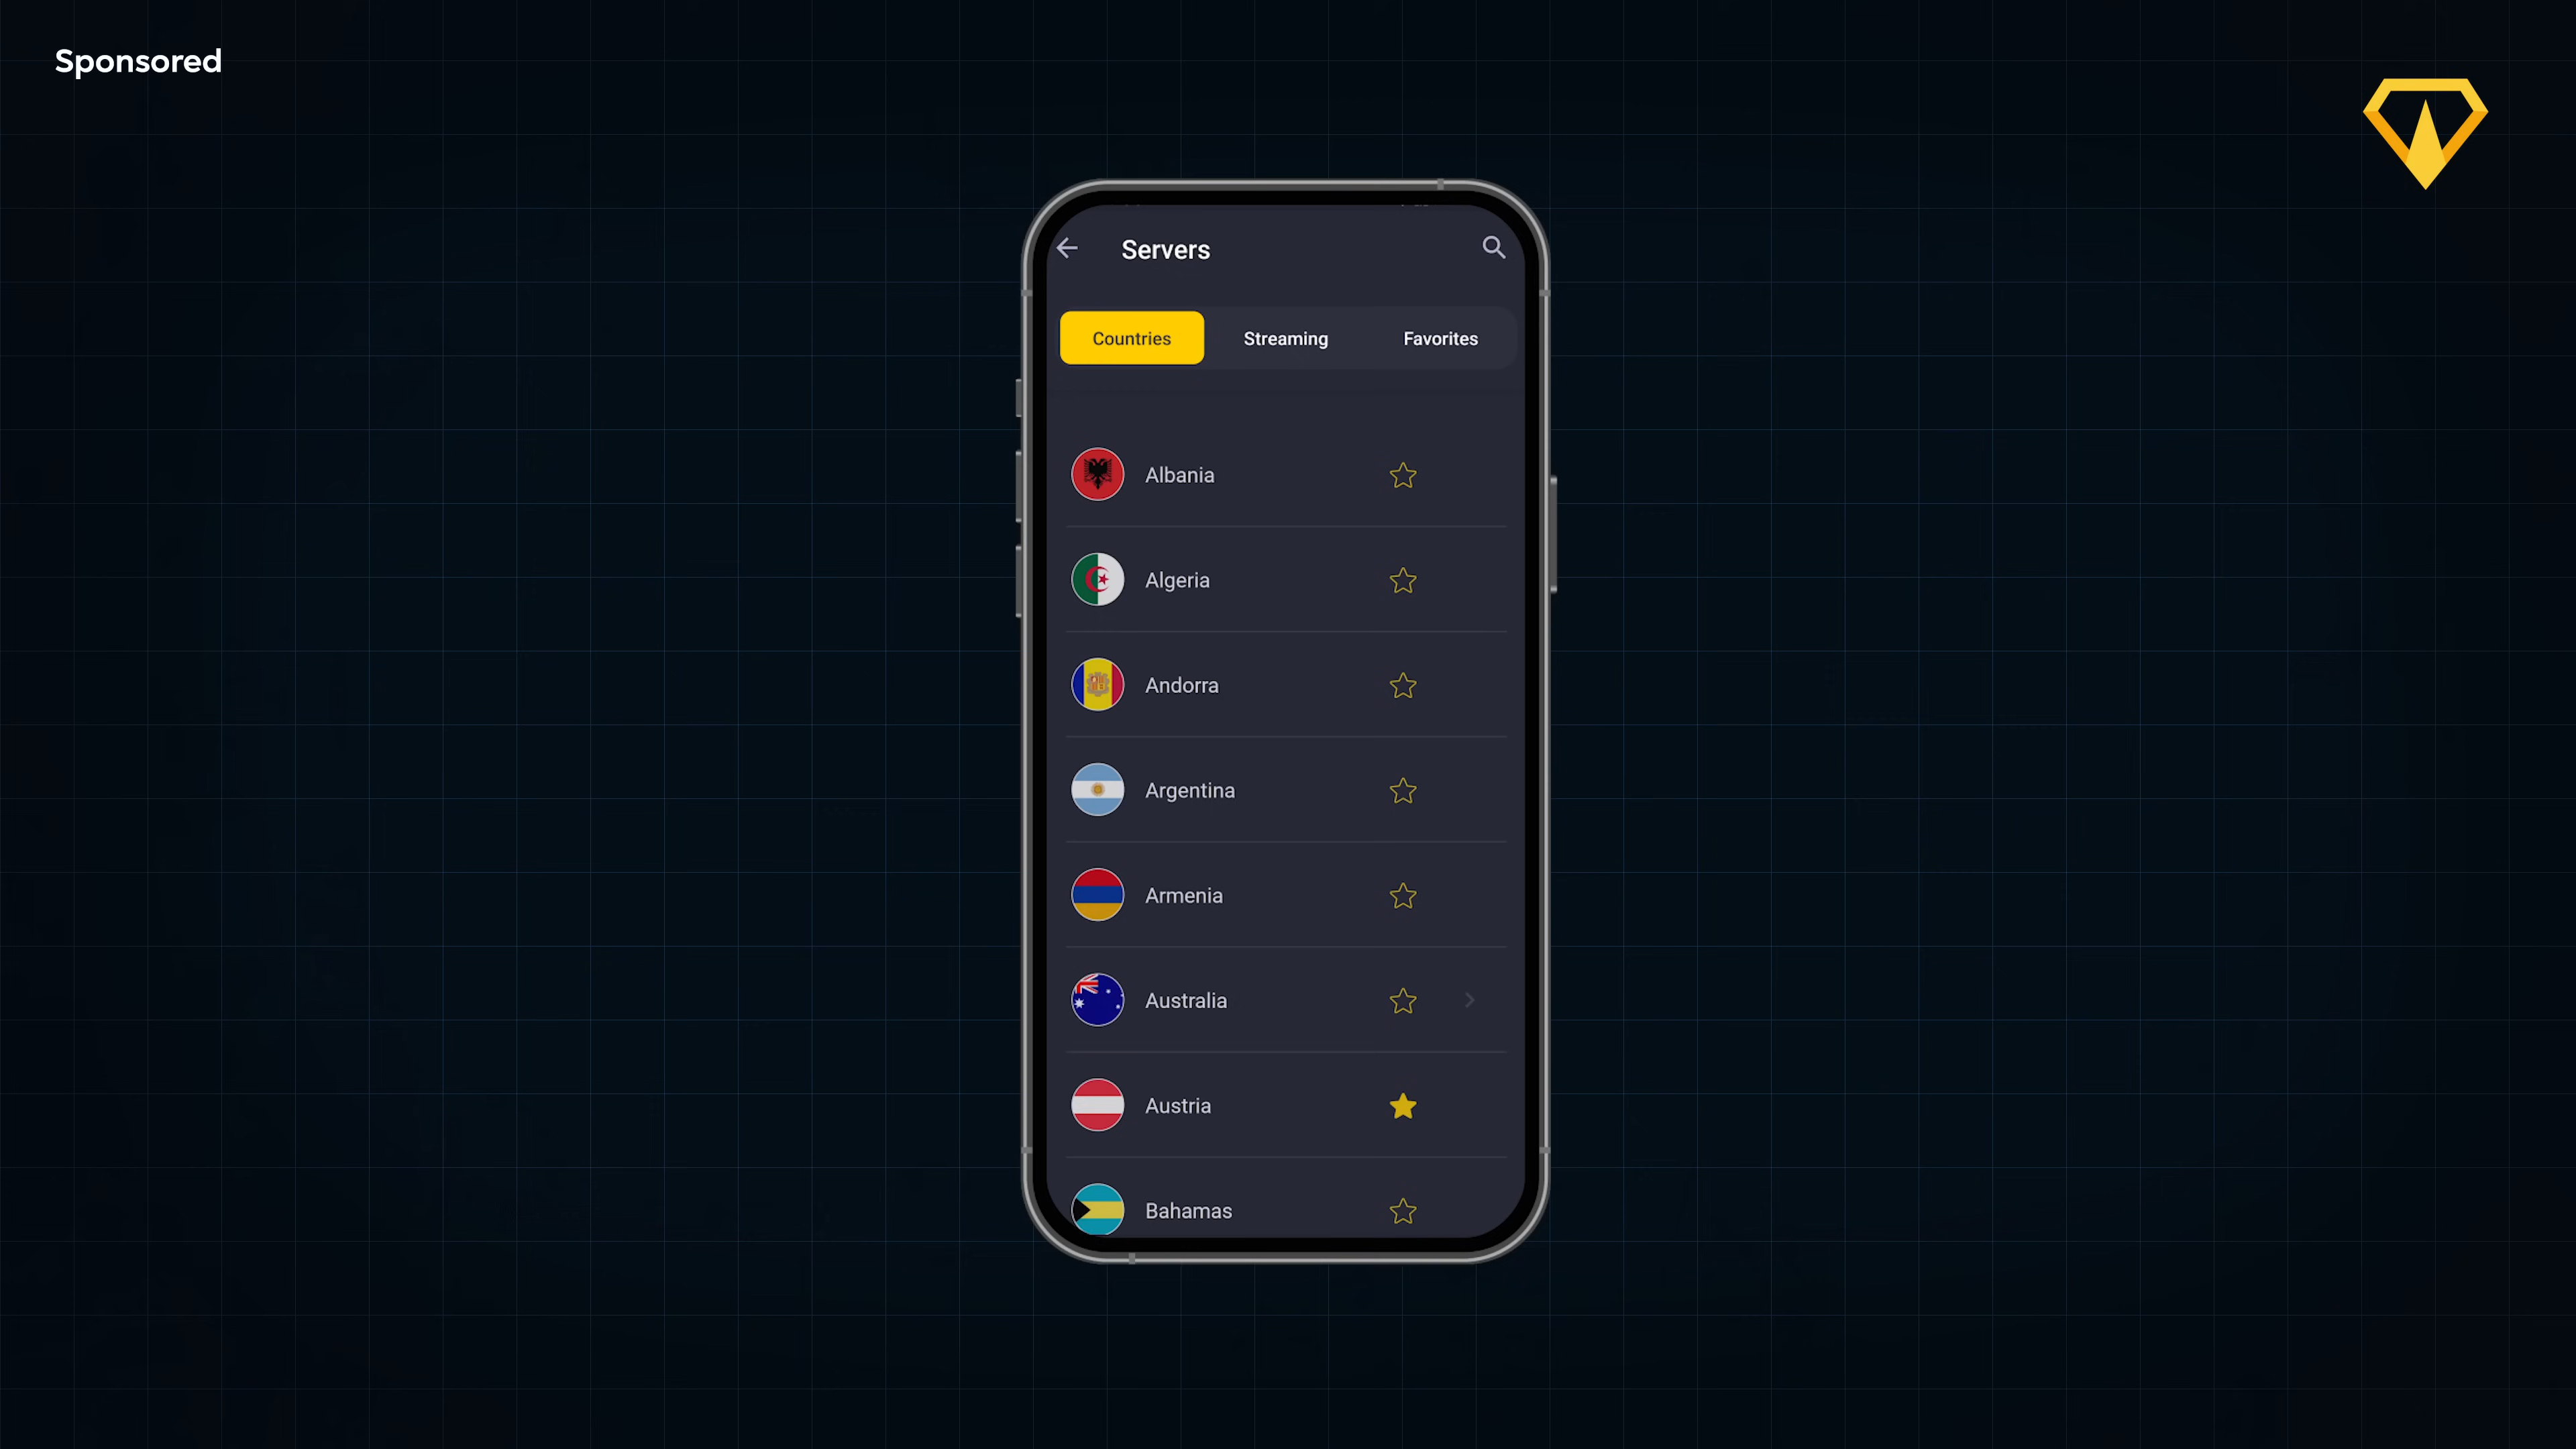 Sponsored
Servers
Countries
Streaming
Favorites
Albania
Algeria
Andorra
Argentina
Armenia
Australia
Austria
Bahamas